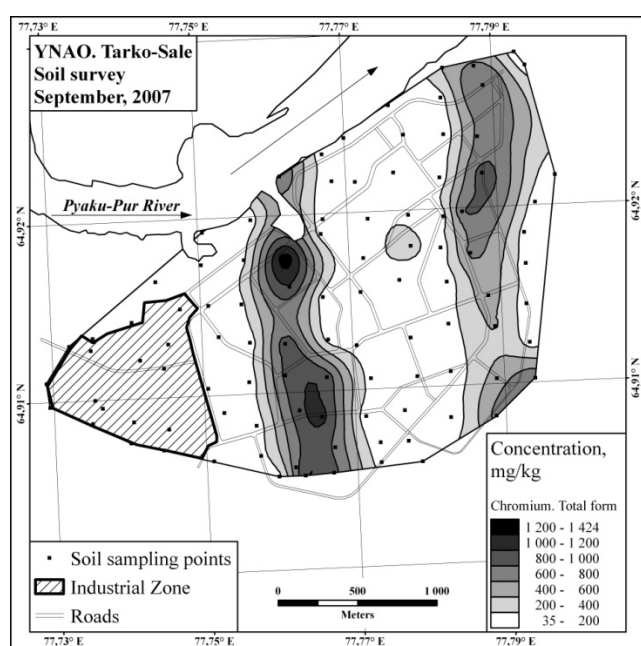 77,73° E
77,75° E
77,77° E
77,79° E
YNAO. Tarko-Sale
Soil survey
September, 2007
Pyaku-Pur River
64,92° N
64,92° N
64,91° N
64,91° N
Concentration,
mg/kg
Chromium. Total form
1 200 - 1 424
1 000 - 1 200
800 - 1 000
600 - 800
400 - 600
200 - 400
35 - 200
Soil sampling points
Industrial Zone
Roads
0 500 1 000
Meters
77,73° E
77,75° E
77,77° E
77,79° E